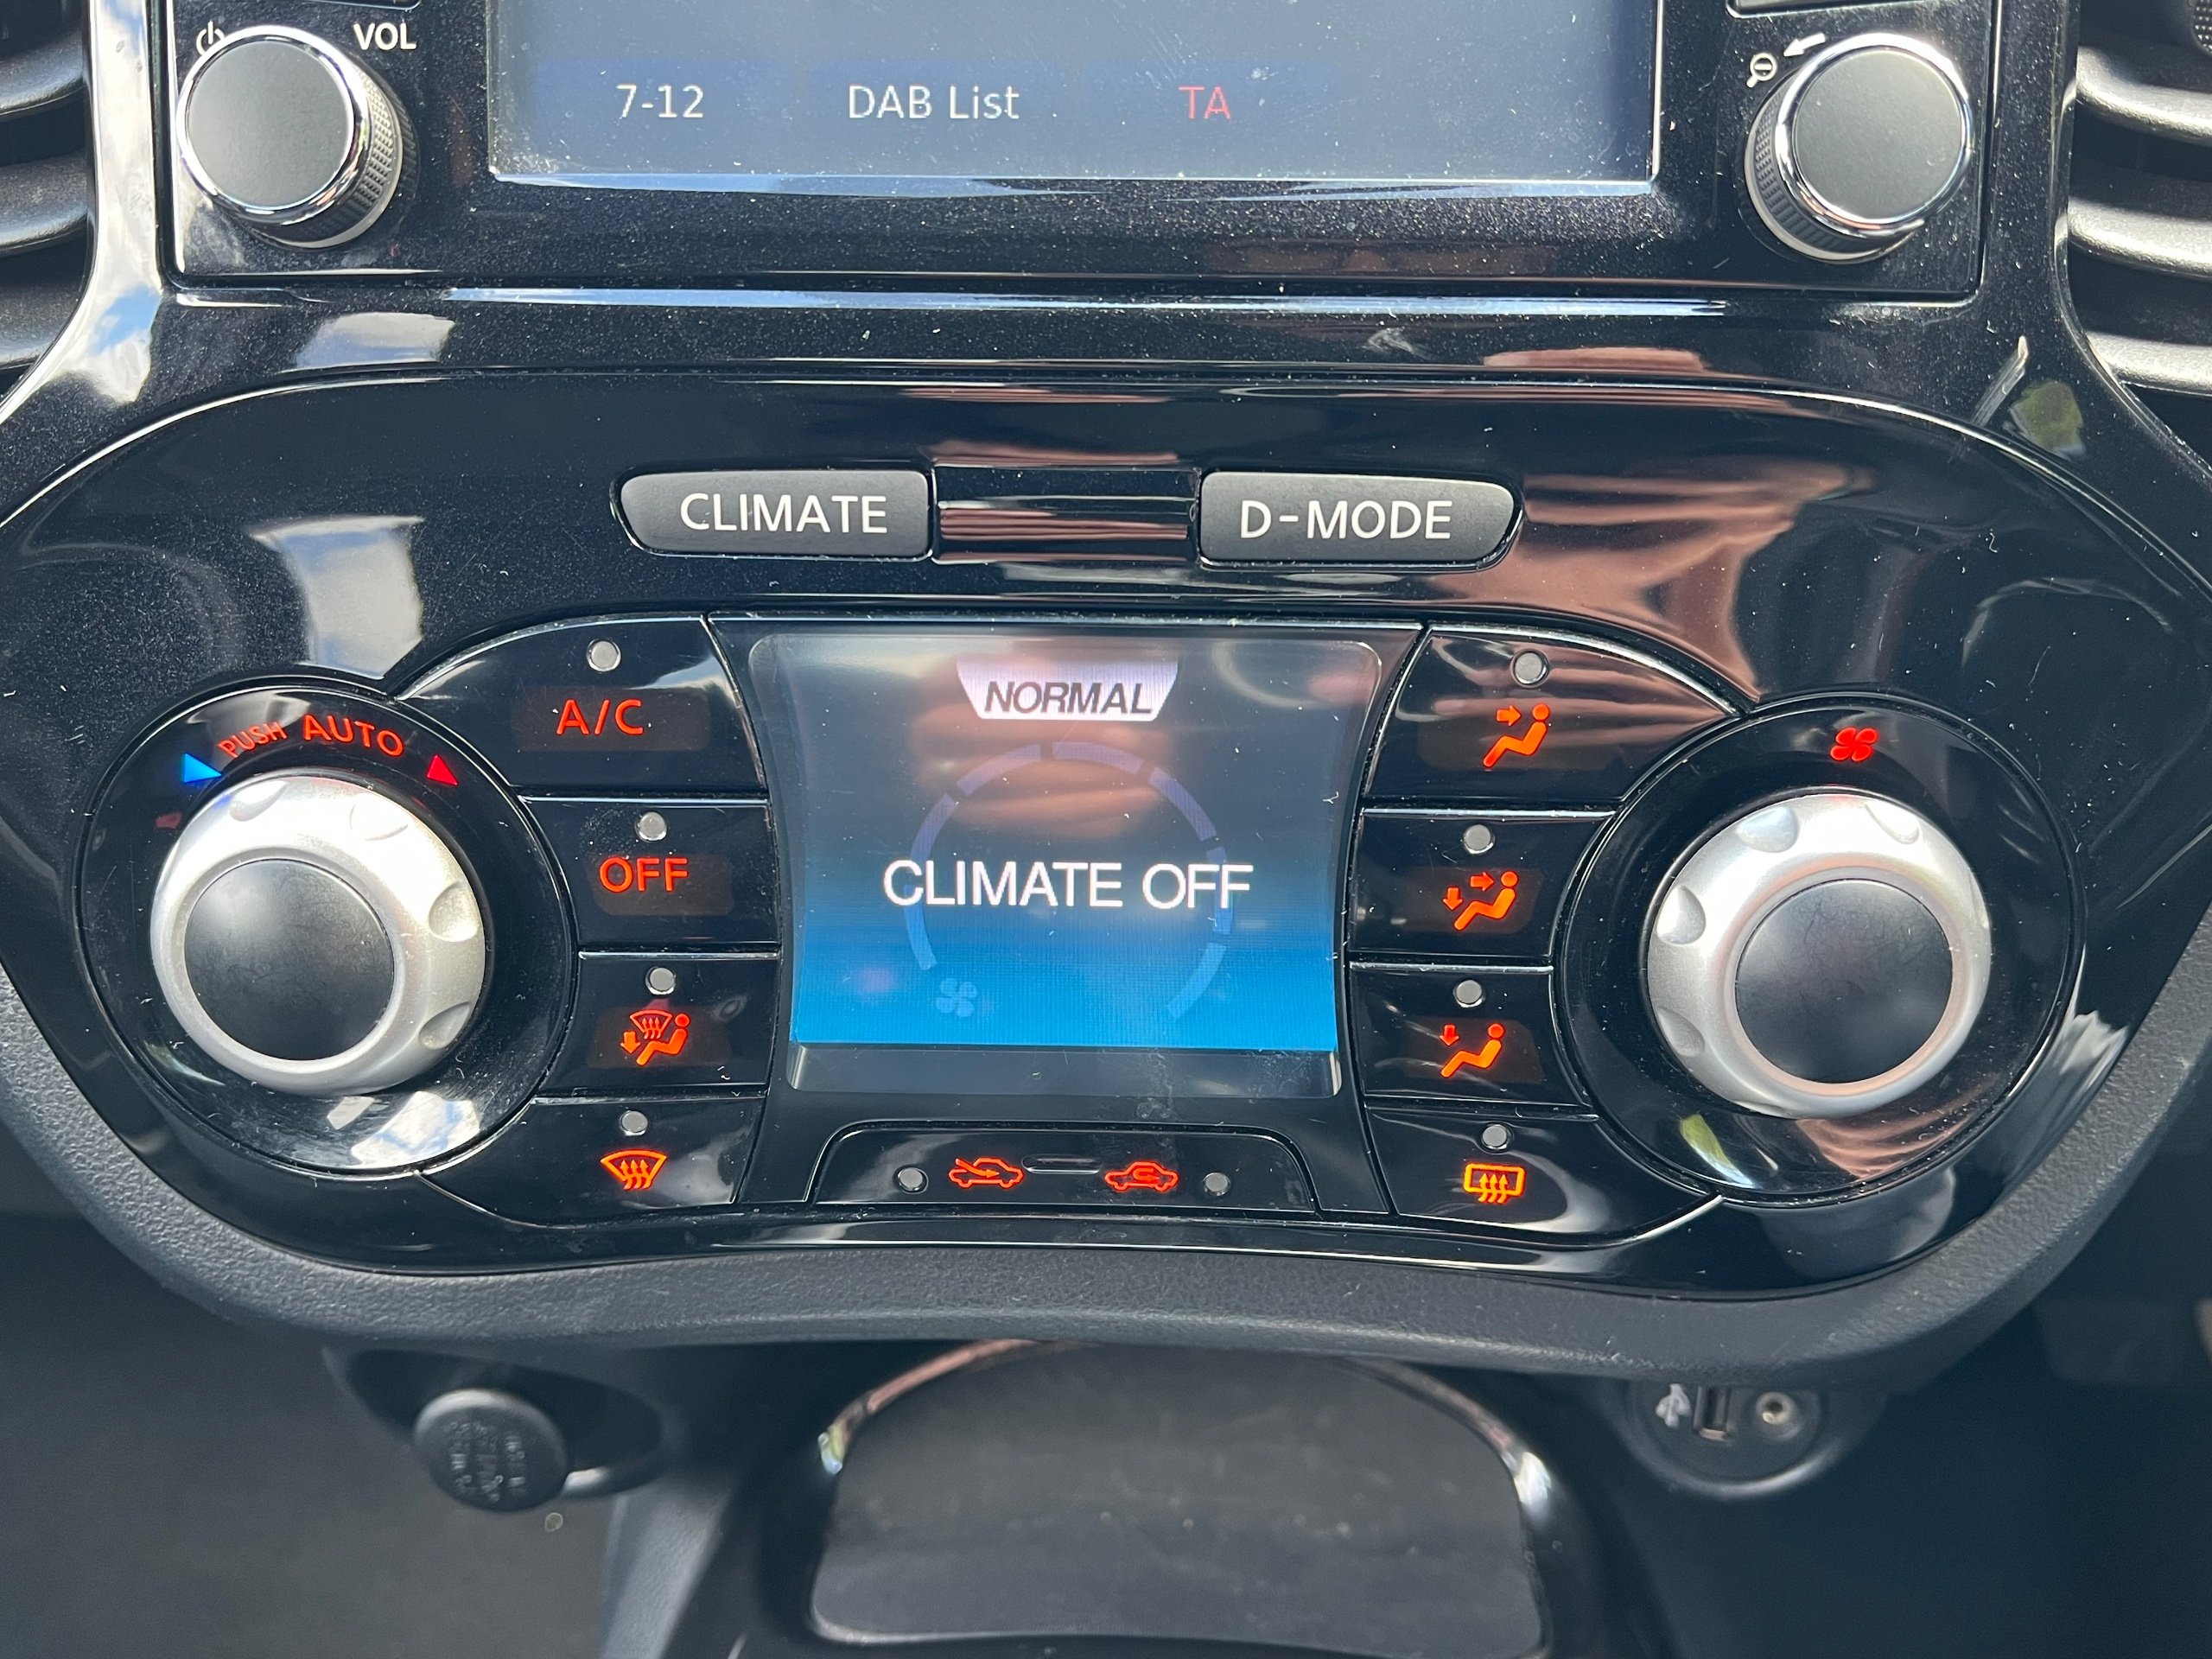 VOL
7-12 DAB List TA
CLIMATE D-MODE
NORMAL
PUSH AUTO
A/C
OFF
CLIMATE OFF